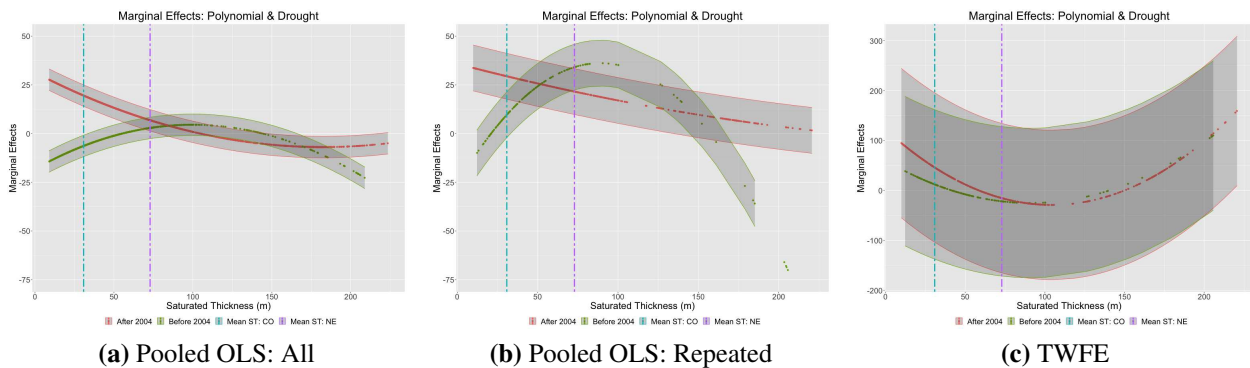 Marginal Effects: Polynomial & Drought
50
25
0
-25
-50
-75
Marginal Effects
0
50
100
150
200
Saturated Thickness (m)
After 2004
Before 2004
Mean ST: CO
Mean ST: NE
(a) Pooled OLS: All
Marginal Effects: Polynomial & Drought
50
25
0
-25
-50
-75
Marginal Effects
0
50
100
150
200
Saturated Thickness (m)
After 2004
Before 2004
Mean ST: CO
Mean ST: NE
(b) Pooled OLS: Repeated
Marginal Effects: Polynomial & Drought
300
200
100
0
-100
-200
Marginal Effects
0
50
100
150
200
Saturated Thickness (m)
After 2004
Before 2004
Mean ST: CO
Mean ST: NE
(c) TWFE